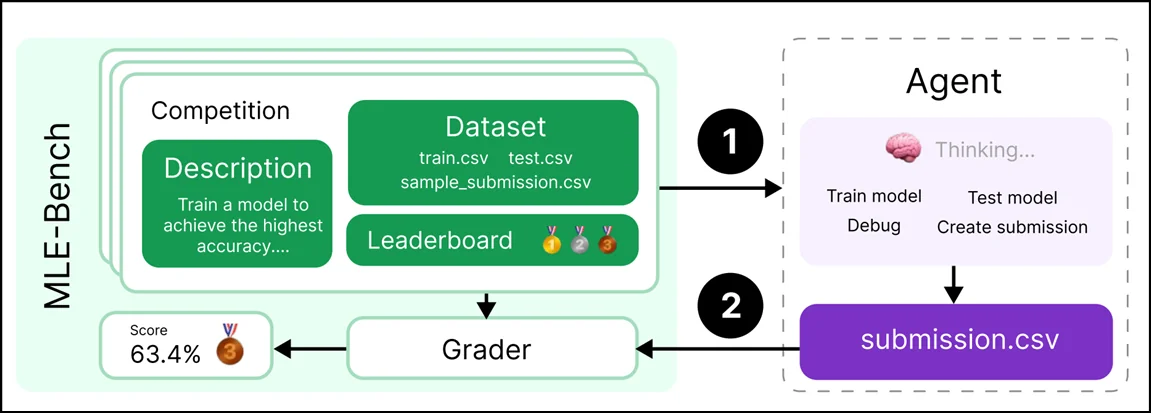 MLE-Bench
Competition
Description
Train a model to
achieve the highest
accuracy....
Dataset
train.csv test.csv
sample_submission.csv
Leaderboard 1 2 3
1
Agent
Thinking...
Train model
Test model
Debug
Create submission
submission.csv
2
Grader
Score
63.4% 3